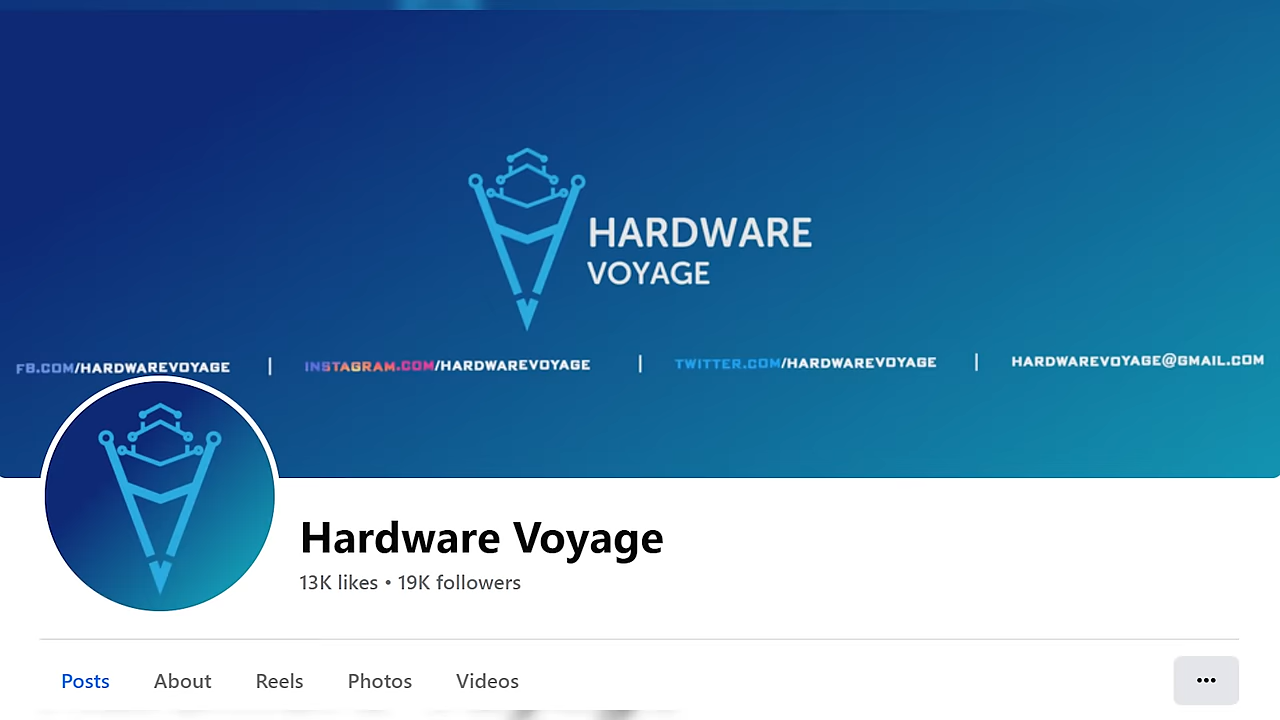 HARDWARE
VOYAGE
FB.COM/HARDWAREVOYAGE | INSTAGRAM.COM/HARDWAREVOYAGE | TWITTER.COM/HARDWAREVOYAGE | HARDWAREVOYAGE@GMAIL.COM
Hardware Voyage
13K likes • 19K followers
Posts About Reels Photos Videos ...